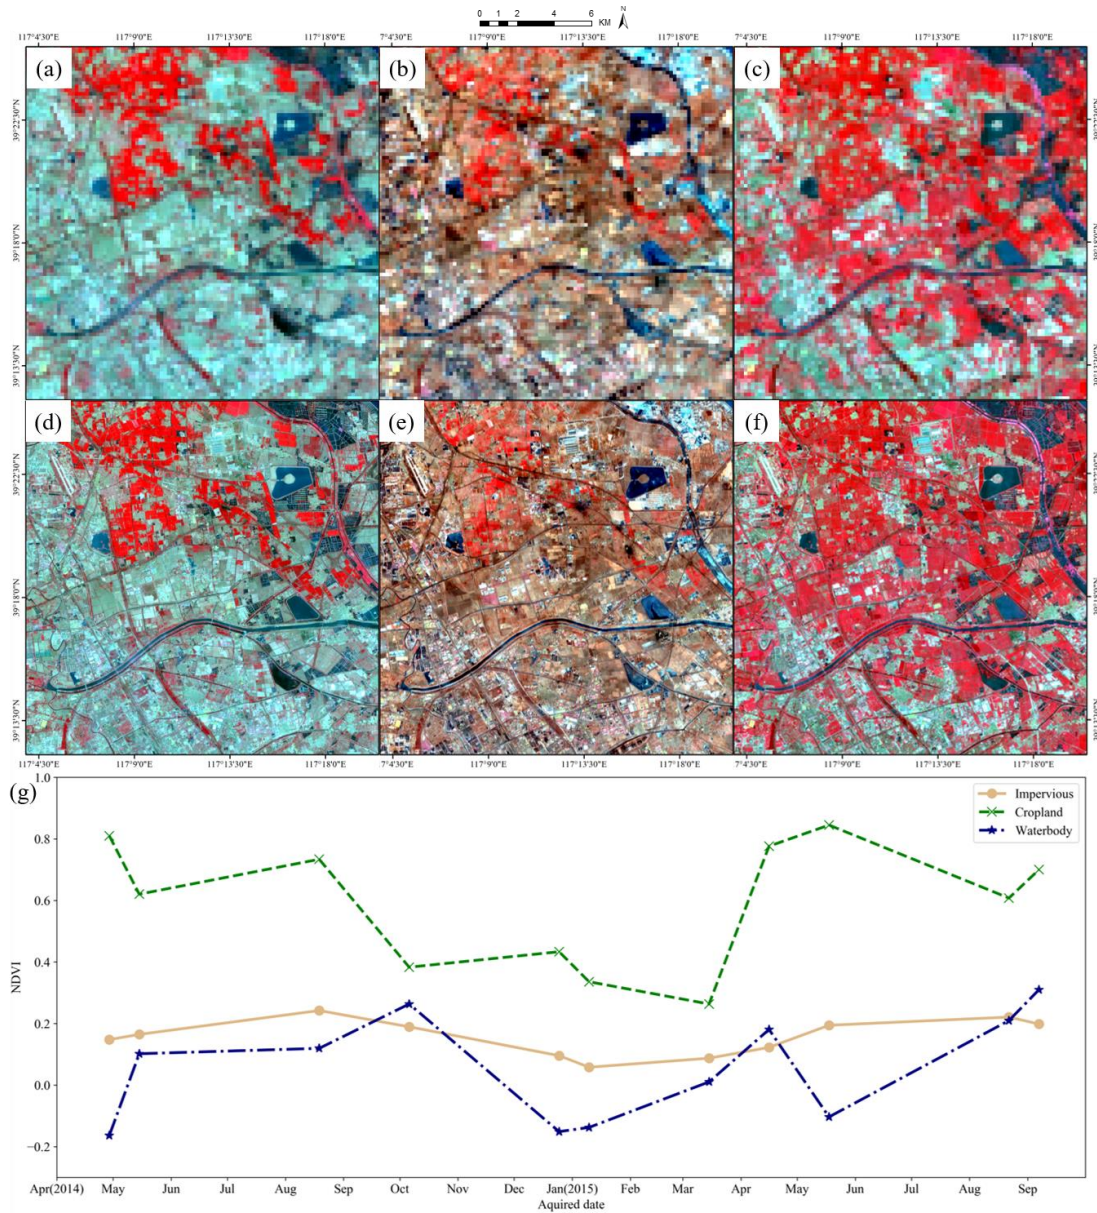 0 1 2 4 6 KM N
117°4'30"E 117°9'0"E 117°13'30"E 117°18'0"E 7°4'30"E 117°9'0"E 117°13'30"E 117°18'0"E 7°4'30"E 117°9'0"E 117°13'30"E 117°18'0"E
(a) (b) (c)
39°22'30"N
39°18'0"N
39°13'30"N
(d) (e) (f)
39°22'30"N
39°18'0"N
39°13'30"N
117°4'30"E 117°9'0"E 117°13'30"E 117°18'0"E 7°4'30"E 117°9'0"E 117°13'30"E 117°18'0"E 7°4'30"E 117°9'0"E 117°13'30"E 117°18'0"E
(g)
1.0
0.8
0.6
0.4
0.2
0.0
−0.2
NDVI
Impervious
Cropland
Waterbody
Apr(2014) May Jun Jul Aug Sep Oct Nov Dec Jan(2015) Feb Mar Apr May Jun Jul Aug Sep
Aquired date